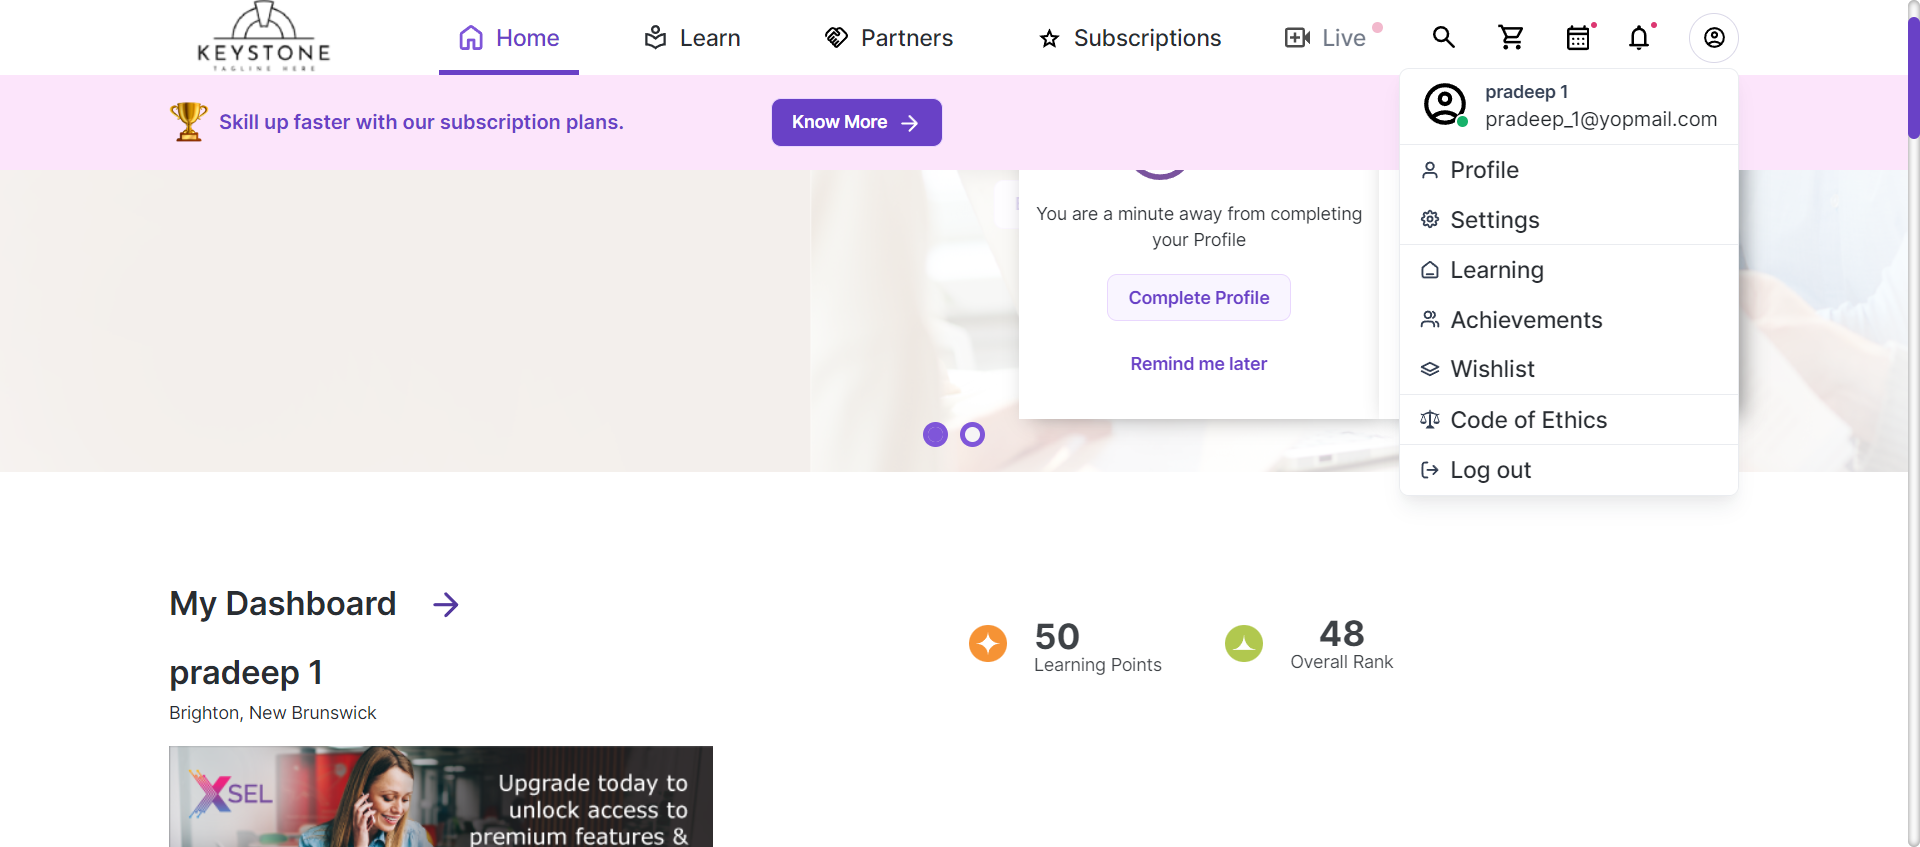 KEYSTONE
TAGLINE HERE
Home
Learn
Partners
Subscriptions
Live
Skill up faster with our subscription plans.
Know More
pradeep 1
pradeep_1@yopmail.com
Profile
Settings
Learning
Achievements
Wishlist
Code of Ethics
Log out
You are a minute away from completing
your Profile
Complete Profile
Remind me later
My Dashboard
pradeep 1
Brighton, New Brunswick
50
Learning Points
48
Overall Rank
XSEL
Upgrade today to
unlock access to
premium features &